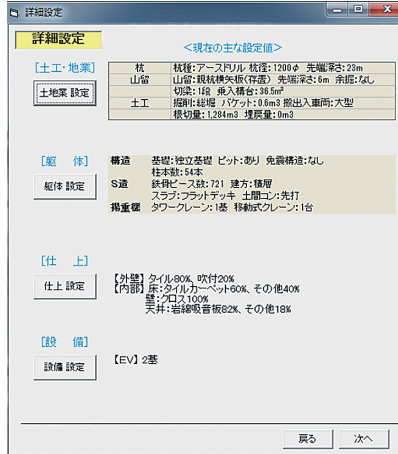 詳細設定
詳細設定
<現在の主な設定値>
[土工・地業]
土地業 設定
杭 杭種:アースドリル 杭径:1200φ 先端深さ:23m
山留 山留:親杭横矢板(存置) 先端深さ:6m 余掘:なし
切梁:1段 乗入構台:36.5m²
土工 掘削:総堀 バケット:0.6m3 搬出入車両:大型
根切量:1,284m3 埋戻量:0m3
[躯 体]
躯体 設定
構造 基礎:独立基礎 ピット:あり 免震構造:なし
柱本数:54本
S造 鉄骨ピース数:721 建方:積層
スラブ:フラットデッキ 土間コン:先打
揚重機 タワークレーン:1基 移動式クレーン:1台
[仕 上]
仕上 設定
【外壁】タイル80%、吹付20%
【内部】床:タイルカーペット60%、その他40%
壁:クロス100%
天井:岩綿吸音板82%、その他18%
[設 備]
設備 設定
【EV】2基
戻る
次へ